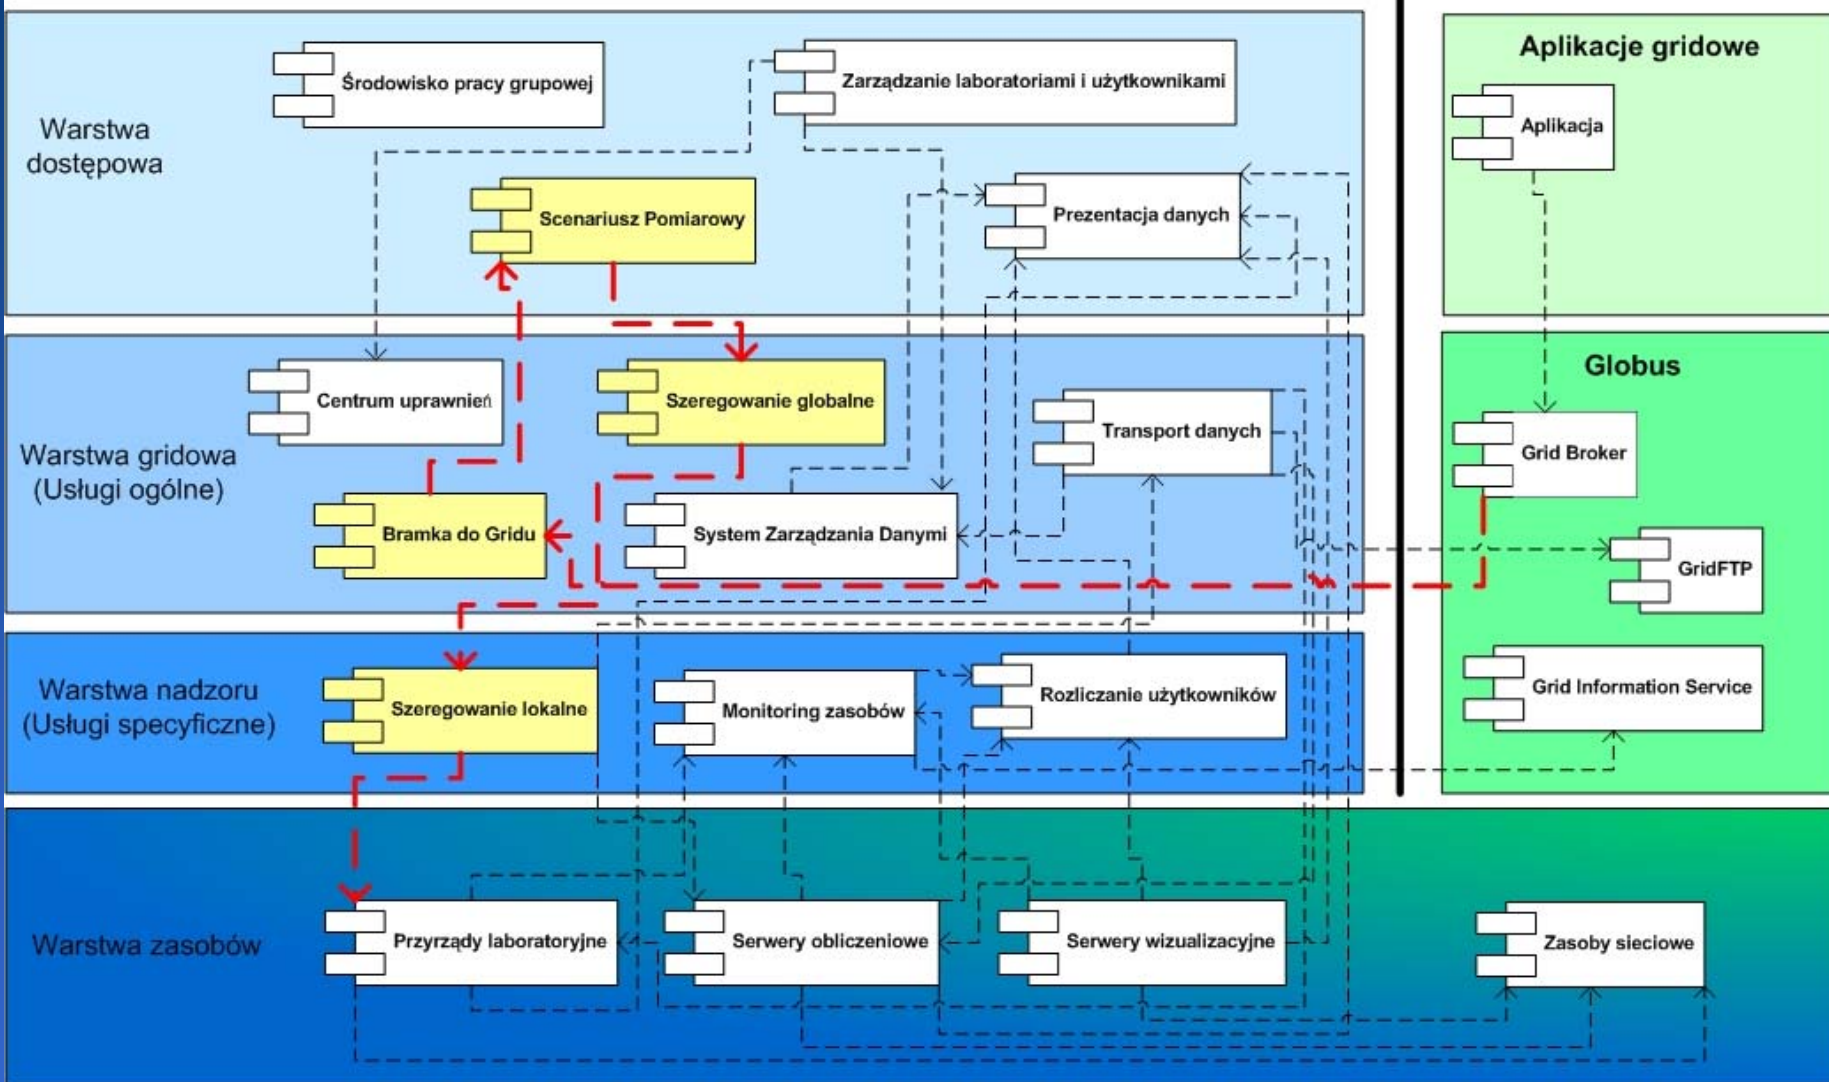 Warstwa
dostępowa
Środowisko pracy grupowej
Zarządzanie laboratoriami i użytkownikami
Scenariusz Pomiarowy
Prezentacja danych
Aplikacje gridowe
Aplikacja
Warstwa gridowa
(Usługi ogólne)
Centrum uprawnień
Szeregowanie globalne
Transport danych
Bramka do Gridu
System Zarządzania Danymi
Globus
Grid Broker
GridFTP
Grid Information Service
Warstwa nadzoru
(Usługi specyficzne)
Szeregowanie lokalne
Monitoring zasobów
Rozliczanie użytkowników
Warstwa zasobów
Przyrządy laboratoryjne
Serwery obliczeniowe
Serwery wizualizacyjne
Zasoby sieciowe